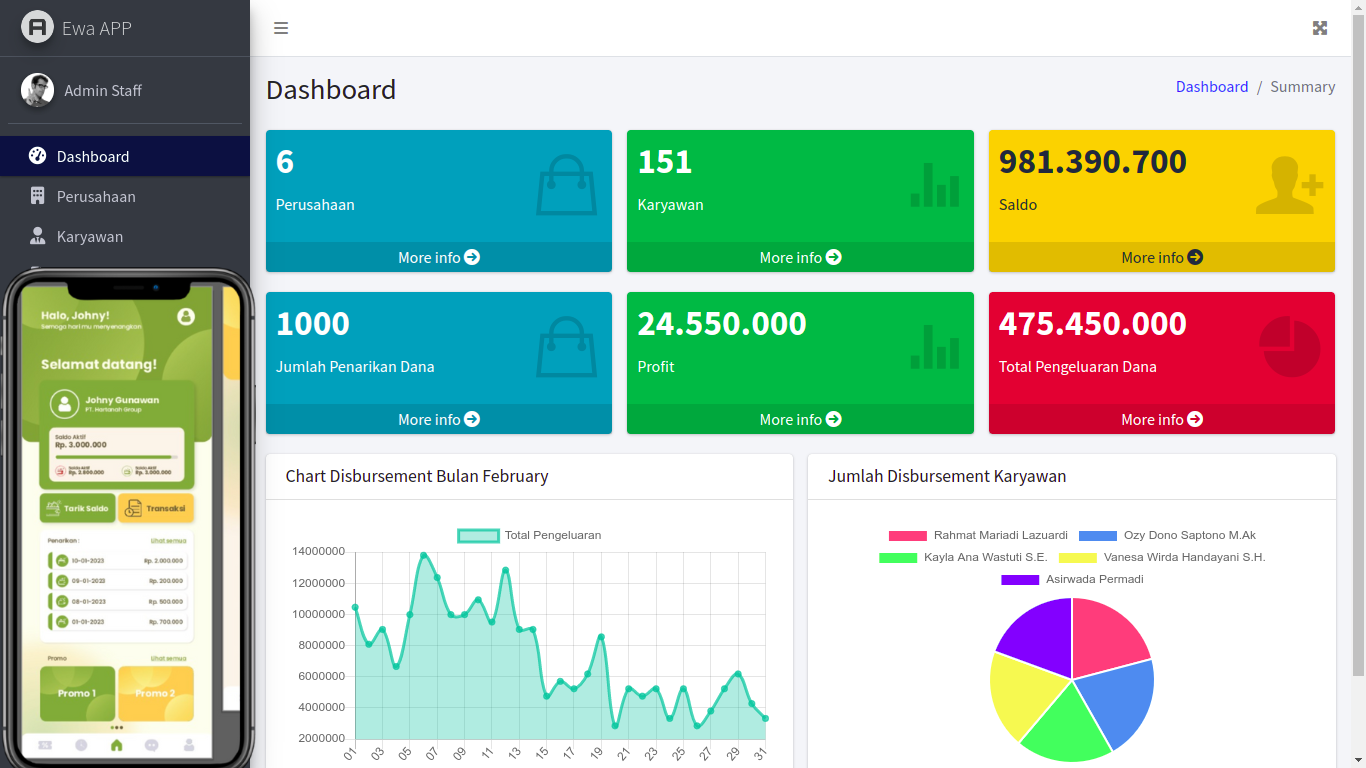 Ewa APP
Admin Staff
Dashboard
Perusahaan
Karyawan
Halo, Johny!
Semoga hari mu menyenangkan
Selamat datang!
Johny Gunawan
PT. Hartanah Group
Saldo Aktif
Rp. 3.000.000
Rp. 3.000.000
Tarik Saldo
Transaksi
Penarikan :
Lihat semua
10-01-2023 Rp. 2.000.000
09-01-2023 Rp. 200.000
08-01-2023 Rp. 600.000
01-01-2023 Rp. 700.000
Promo
Lihat semua
Promo 1
Promo 2
Dashboard
Dashboard / Summary
6
Perusahaan
More info
151
Karyawan
More info
981.390.700
Saldo
More info
1000
Jumlah Penarikan Dana
More info
24.550.000
Profit
More info
475.450.000
Total Pengeluaran Dana
More info
Chart Disbursement Bulan February
Total Pengeluaran
14000000
12000000
10000000
8000000
6000000
4000000
2000000
01 03 05 07 09 11 13 15 17 19 21 23 25 27 29 31
Jumlah Disbursement Karyawan
Rahmat Mariadi Lazuardi
Ozy Dono Saptono M.Ak
Kayla Ana Wastuti S.E.
Vanesa Wirda Handayani S.H.
Asirwada Permadi